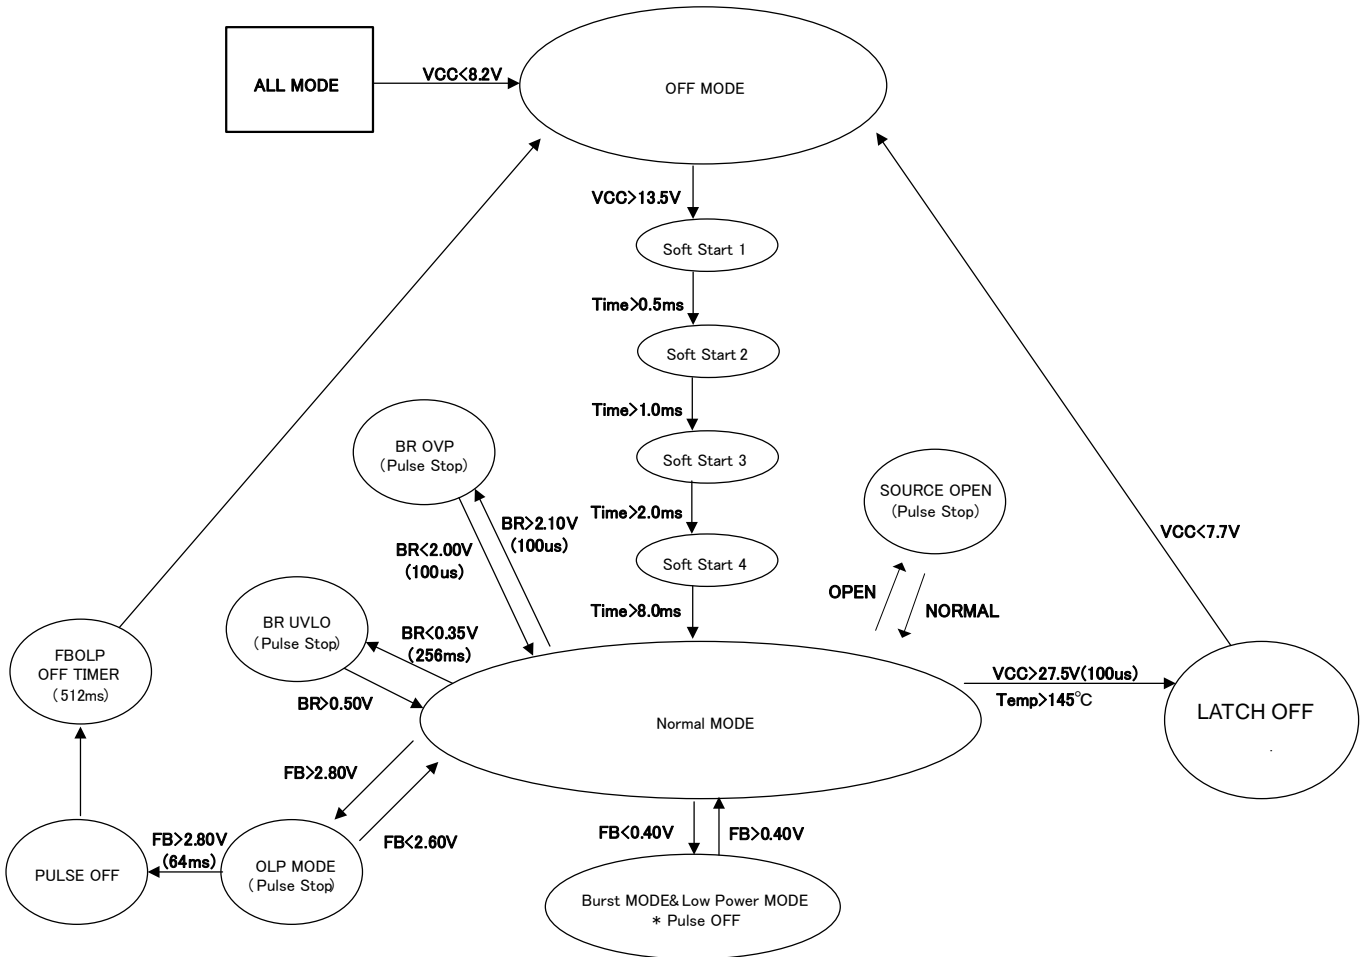 ALL MODE
VCC<8.2V
OFF MODE
VCC>13.5V
Soft Start 1
Time>0.5ms
Soft Start 2
Time>1.0ms
Soft Start 3
Time>2.0ms
Soft Start 4
Time>8.0ms
BR OVP
(Pulse Stop)
BR>2.10V
(100us)
BR<2.00V
(100us)
SOURCE OPEN
(Pulse Stop)
OPEN
NORMAL
VCC<7.7V
BR UVLO
(Pulse Stop)
BR<0.35V
(256ms)
BR>0.50V
FBOLP
OFF TIMER
(512ms)
Normal MODE
VCC>27.5V(100us)
Temp>145℃
LATCH OFF
.
FB>2.80V
FB<2.60V
FB>2.80V
(64ms)
PULSE OFF
OLP MODE
(Pulse Stop)
FB<0.40V
FB>0.40V
Burst MODE&Low Power MODE
* Pulse OFF